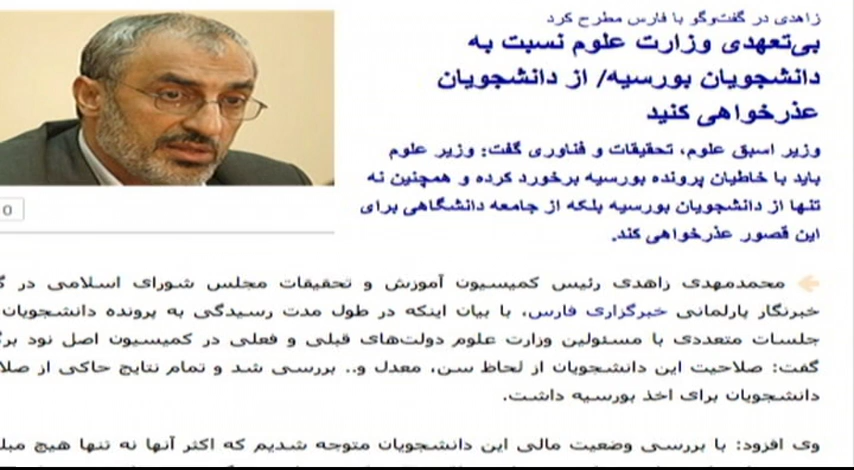 زاهدی در گفت‌وگو با فارس مطرح کرد
بی‌تعهدی وزارت علوم نسبت به
دانشجویان بورسیه/ از دانشجویان
عذرخواهی کنید
وزیر اسبق علوم، تحقیقات و فناوری گفت: وزیر علوم
باید با خاطیان پرونده بورسیه برخورد کرده و همچنین نه
تنها از دانشجویان بورسیه بلکه از جامعه دانشگاهی برای
این قصور عذرخواهی کند.
0
محمدمهدی زاهدی رئیس کمیسیون آموزش و تحقیقات مجلس شورای اسلامی در
خبرنگار پارلمانی خبرگزاری فارس، با بیان اینکه در طول مدت رسیدگی به پرونده دانشجویان
جلسات متعددی با مسئولین وزارت علوم دولت‌های قبلی و فعلی در کمیسیون اصل نود
گفت: صلاحیت این دانشجویان از لحاظ سن، معدل و.. بررسی شد و تمام نتایج حاکی از
دانشجویان برای اخذ بورسیه داشت.
وی افزود: با بررسی وضعیت مالی این دانشجویان متوجه شدیم که اکثر آنها نه تنها هیچ